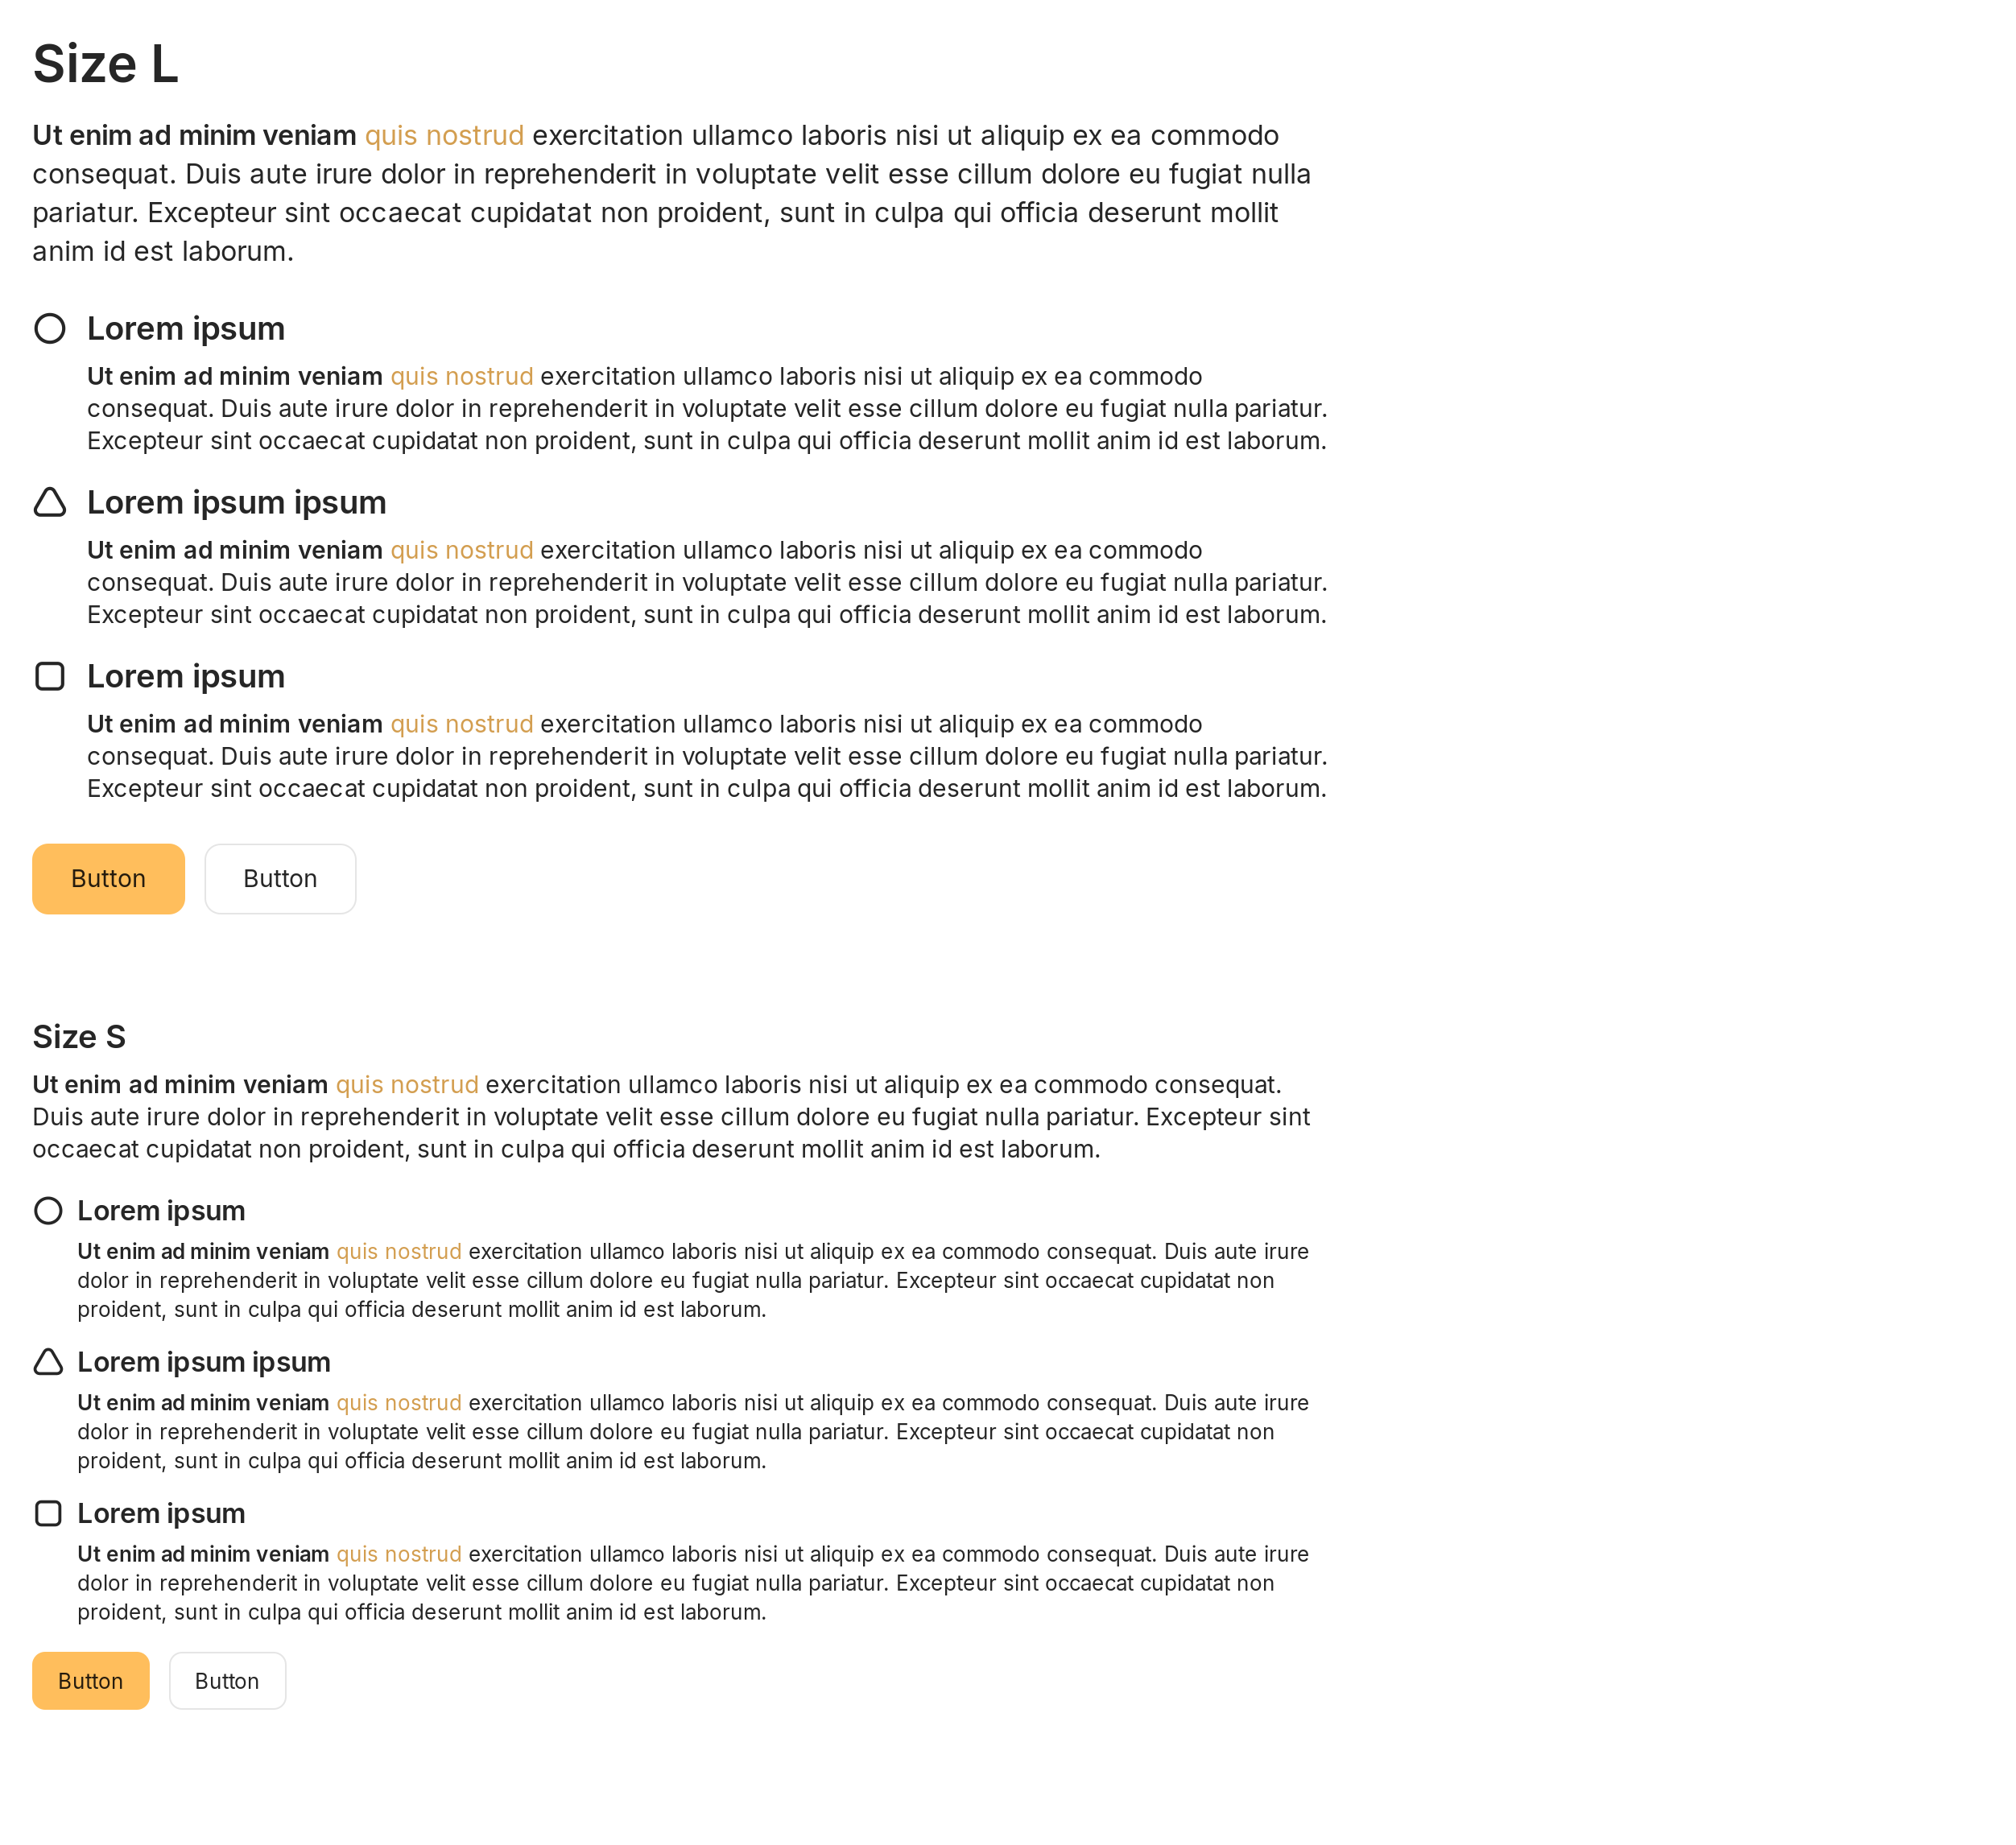 Size L
Ut enim ad minim veniam quis nostrud exercitation ullamco laboris nisi ut aliquip ex ea commodo
consequat. Duis aute irure dolor in reprehenderit in voluptate velit esse cillum dolore eu fugiat nulla
pariatur. Excepteur sint occaecat cupidatat non proident, sunt in culpa qui officia deserunt mollit
anim id est laborum.
Lorem ipsum
Ut enim ad minim veniam quis nostrud exercitation ullamco laboris nisi ut aliquip ex ea commodo
consequat. Duis aute irure dolor in reprehenderit in voluptate velit esse cillum dolore eu fugiat nulla pariatur.
Excepteur sint occaecat cupidatat non proident, sunt in culpa qui officia deserunt mollit anim id est laborum.
Lorem ipsum ipsum
Ut enim ad minim veniam quis nostrud exercitation ullamco laboris nisi ut aliquip ex ea commodo
consequat. Duis aute irure dolor in reprehenderit in voluptate velit esse cillum dolore eu fugiat nulla pariatur.
Excepteur sint occaecat cupidatat non proident, sunt in culpa qui officia deserunt mollit anim id est laborum.
Lorem ipsum
Ut enim ad minim veniam quis nostrud exercitation ullamco laboris nisi ut aliquip ex ea commodo
consequat. Duis aute irure dolor in reprehenderit in voluptate velit esse cillum dolore eu fugiat nulla pariatur.
Excepteur sint occaecat cupidatat non proident, sunt in culpa qui officia deserunt mollit anim id est laborum.
Button Button
Size S
Ut enim ad minim veniam quis nostrud exercitation ullamco laboris nisi ut aliquip ex ea commodo consequat.
Duis aute irure dolor in reprehenderit in voluptate velit esse cillum dolore eu fugiat nulla pariatur. Excepteur sint
occaecat cupidatat non proident, sunt in culpa qui officia deserunt mollit anim id est laborum.
Lorem ipsum
Ut enim ad minim veniam quis nostrud exercitation ullamco laboris nisi ut aliquip ex ea commodo consequat. Duis aute irure
dolor in reprehenderit in voluptate velit esse cillum dolore eu fugiat nulla pariatur. Excepteur sint occaecat cupidatat non
proident, sunt in culpa qui officia deserunt mollit anim id est laborum.
Lorem ipsum ipsum
Ut enim ad minim veniam quis nostrud exercitation ullamco laboris nisi ut aliquip ex ea commodo consequat. Duis aute irure
dolor in reprehenderit in voluptate velit esse cillum dolore eu fugiat nulla pariatur. Excepteur sint occaecat cupidatat non
proident, sunt in culpa qui officia deserunt mollit anim id est laborum.
Lorem ipsum
Ut enim ad minim veniam quis nostrud exercitation ullamco laboris nisi ut aliquip ex ea commodo consequat. Duis aute irure
dolor in reprehenderit in voluptate velit esse cillum dolore eu fugiat nulla pariatur. Excepteur sint occaecat cupidatat non
proident, sunt in culpa qui officia deserunt mollit anim id est laborum.
Button Button